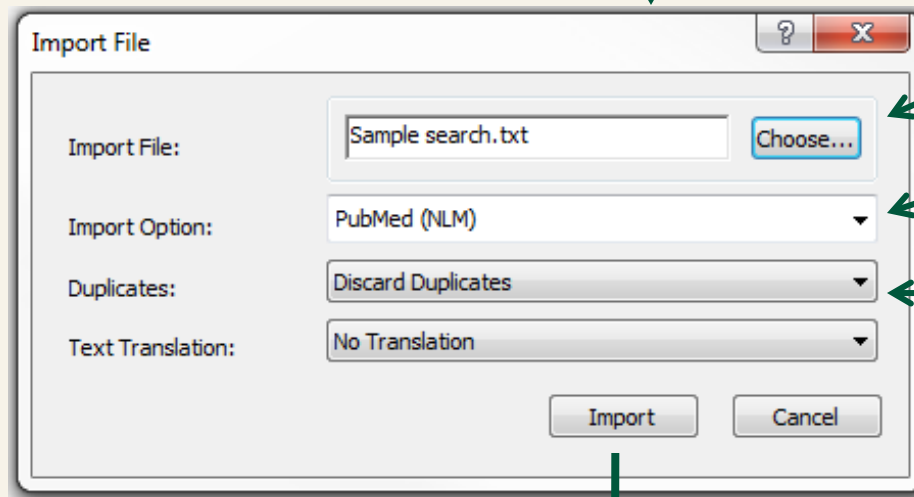 Import File
?
X
Import File:
Sample search.txt
Choose...
Import Option:
PubMed (NLM)
Duplicates:
Discard Duplicates
Text Translation:
No Translation
Import
Cancel